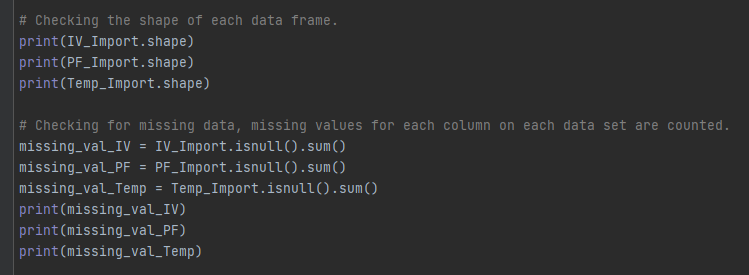 # Checking the shape of each data frame.
print(IV_Import.shape)
print(PF_Import.shape)
print(Temp_Import.shape)
# Checking for missing data, missing values for each column on each data set are counted.
missing_val_IV = IV_Import.isnull().sum()
missing_val_PF = PF_Import.isnull().sum()
missing_val_Temp = Temp_Import.isnull().sum()
print(missing_val_IV)
print(missing_val_PF)
print(missing_val_Temp)